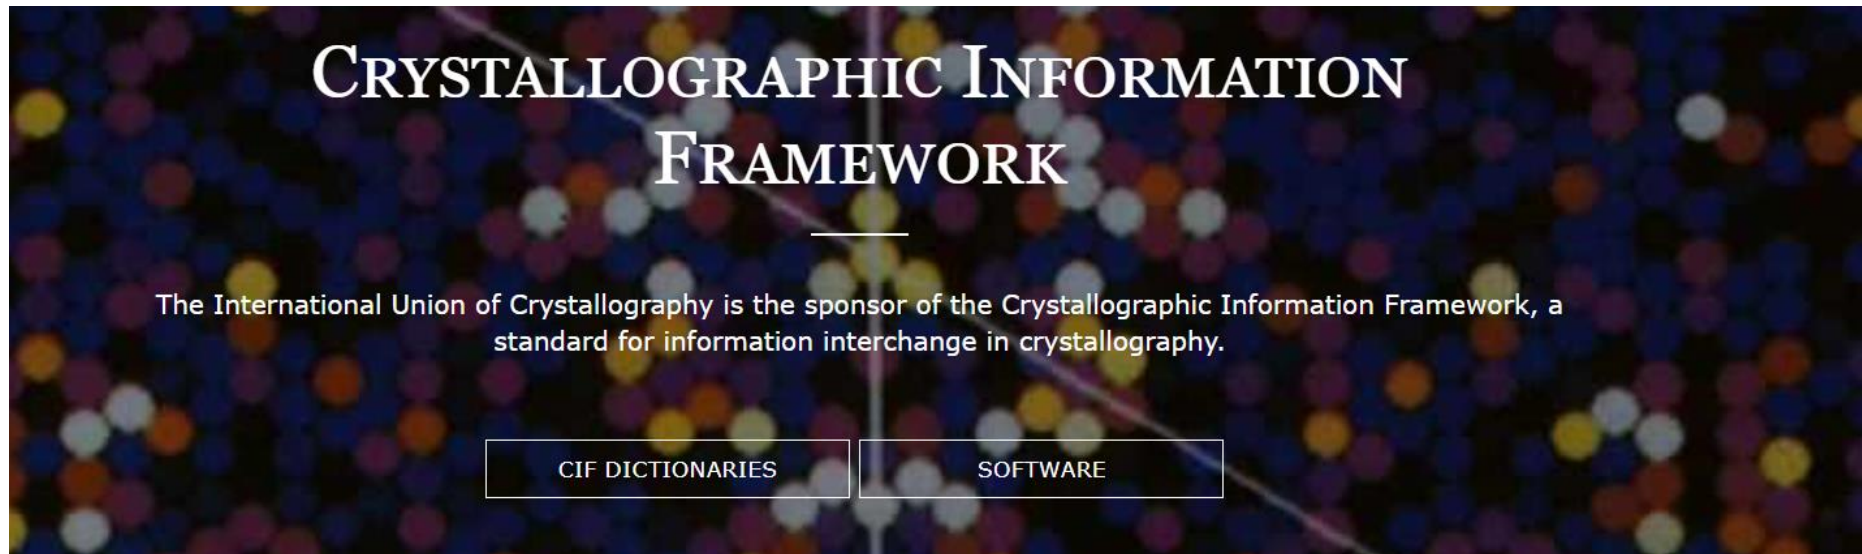 CRYSTALLOGRAPHIC INFORMATION
FRAMEWORK
The International Union of Crystallography is the sponsor of the Crystallographic Information Framework, a
standard for information interchange in crystallography.
CIF DICTIONARIES
SOFTWARE